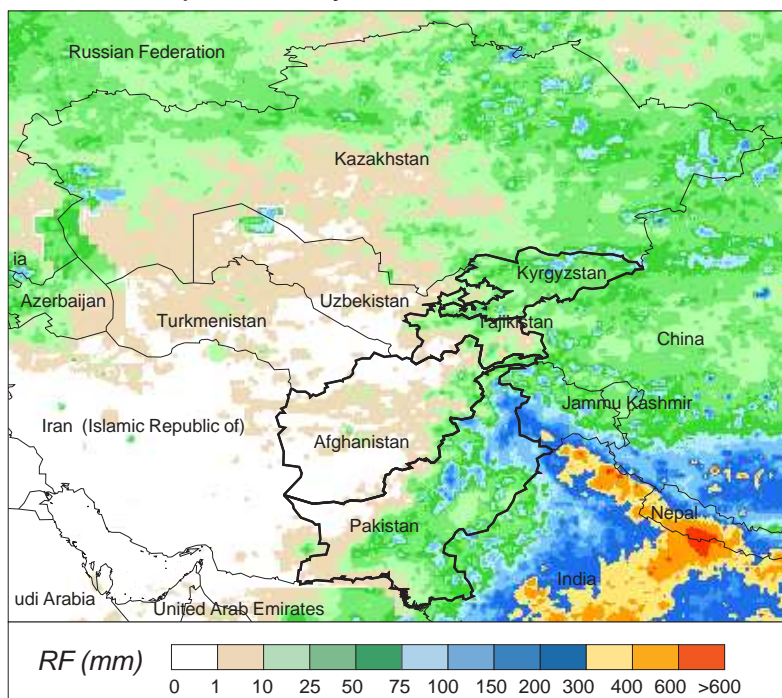 Russian Federation
Kazakhstan
ia
Kyrgyzstan
Azerbaijan
Uzbekistan
Turkmenistan
Tajikistan
China
Jammu Kashmir
Iran (Islamic Republic of)
Afghanistan
Nepal
Pakistan
India
udi Arabia
United Arab Emirates
RF (mm)
0 1 10 25 50 75 100 150 200 300 400 600 >600